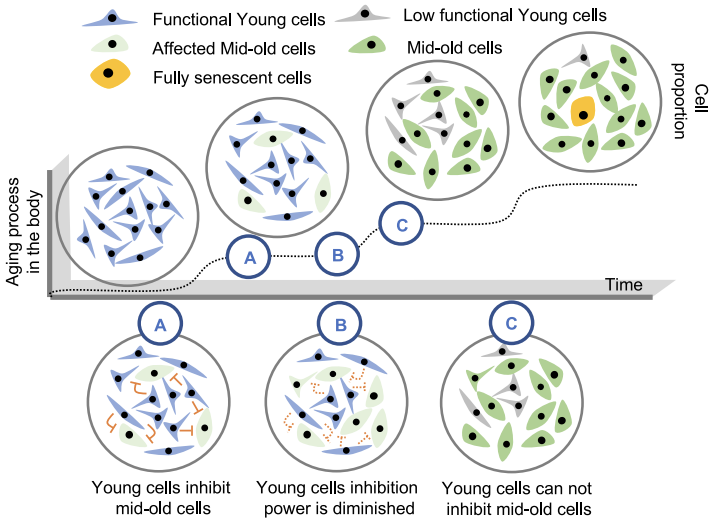 Functional Young cells
Low functional Young cells
Affected Mid-old cells
Mid-old cells
Fully senescent cells
Cell
proportion
Aging process
in the body
A
B
C
Time
A
B
C
Young cells inhibit
mid-old cells
Young cells inhibition
power is diminished
Young cells can not
inhibit mid-old cells